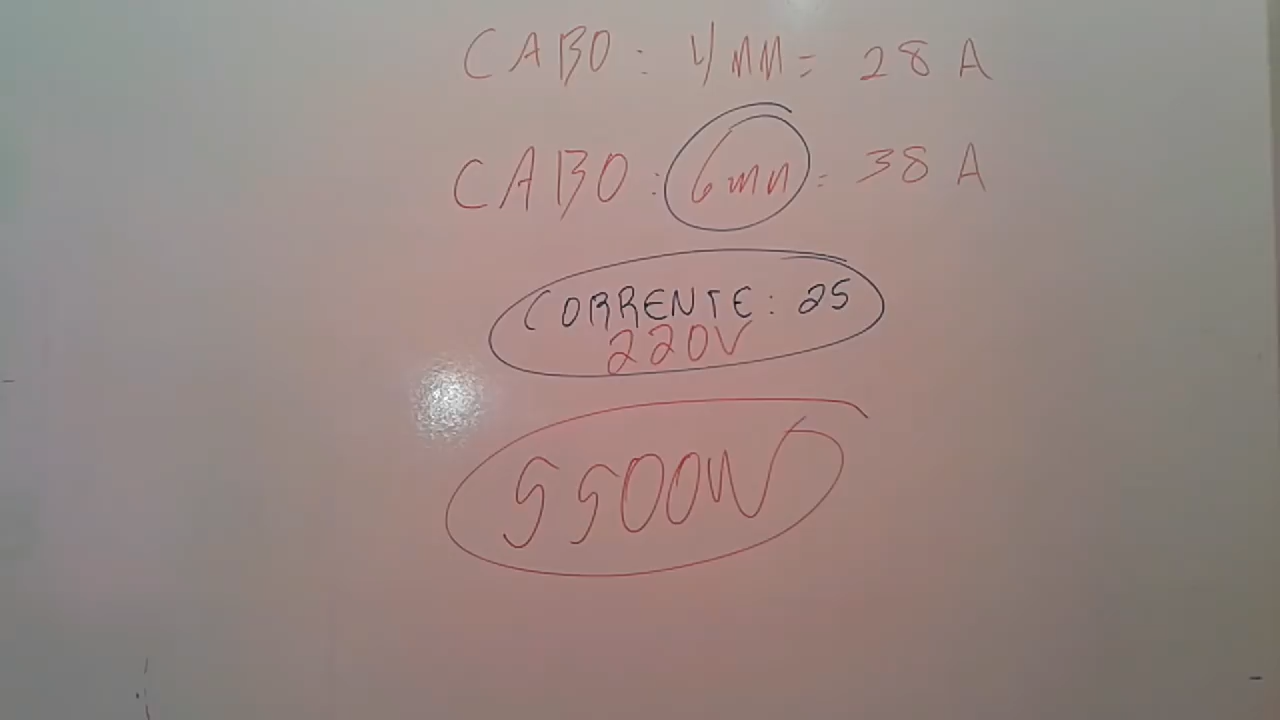 CABO: 4MM= 28 A
CABO: 6mm= 38 A
CORRENTE: 25
220V
5500W